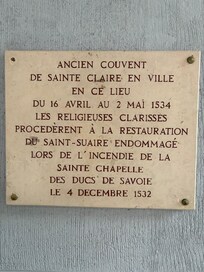 ANCIEN COUVENT
DE SAINTE CLAIRE EN VILLE
EN CE LIEU
DU 16 AVRIL AU 2 MAI 1534
LES RELIGIEUSES CLARISSES
PROCEDÈRENT À LA RESTAURATION
DU SAINT-SUAIRE ENDOMMAGÉ
LORS DE L'INCENDIE DE LA
SAINTE CHAPELLE
DES DUCS DE SAVOIE
LE 4 DECEMBRE 1532